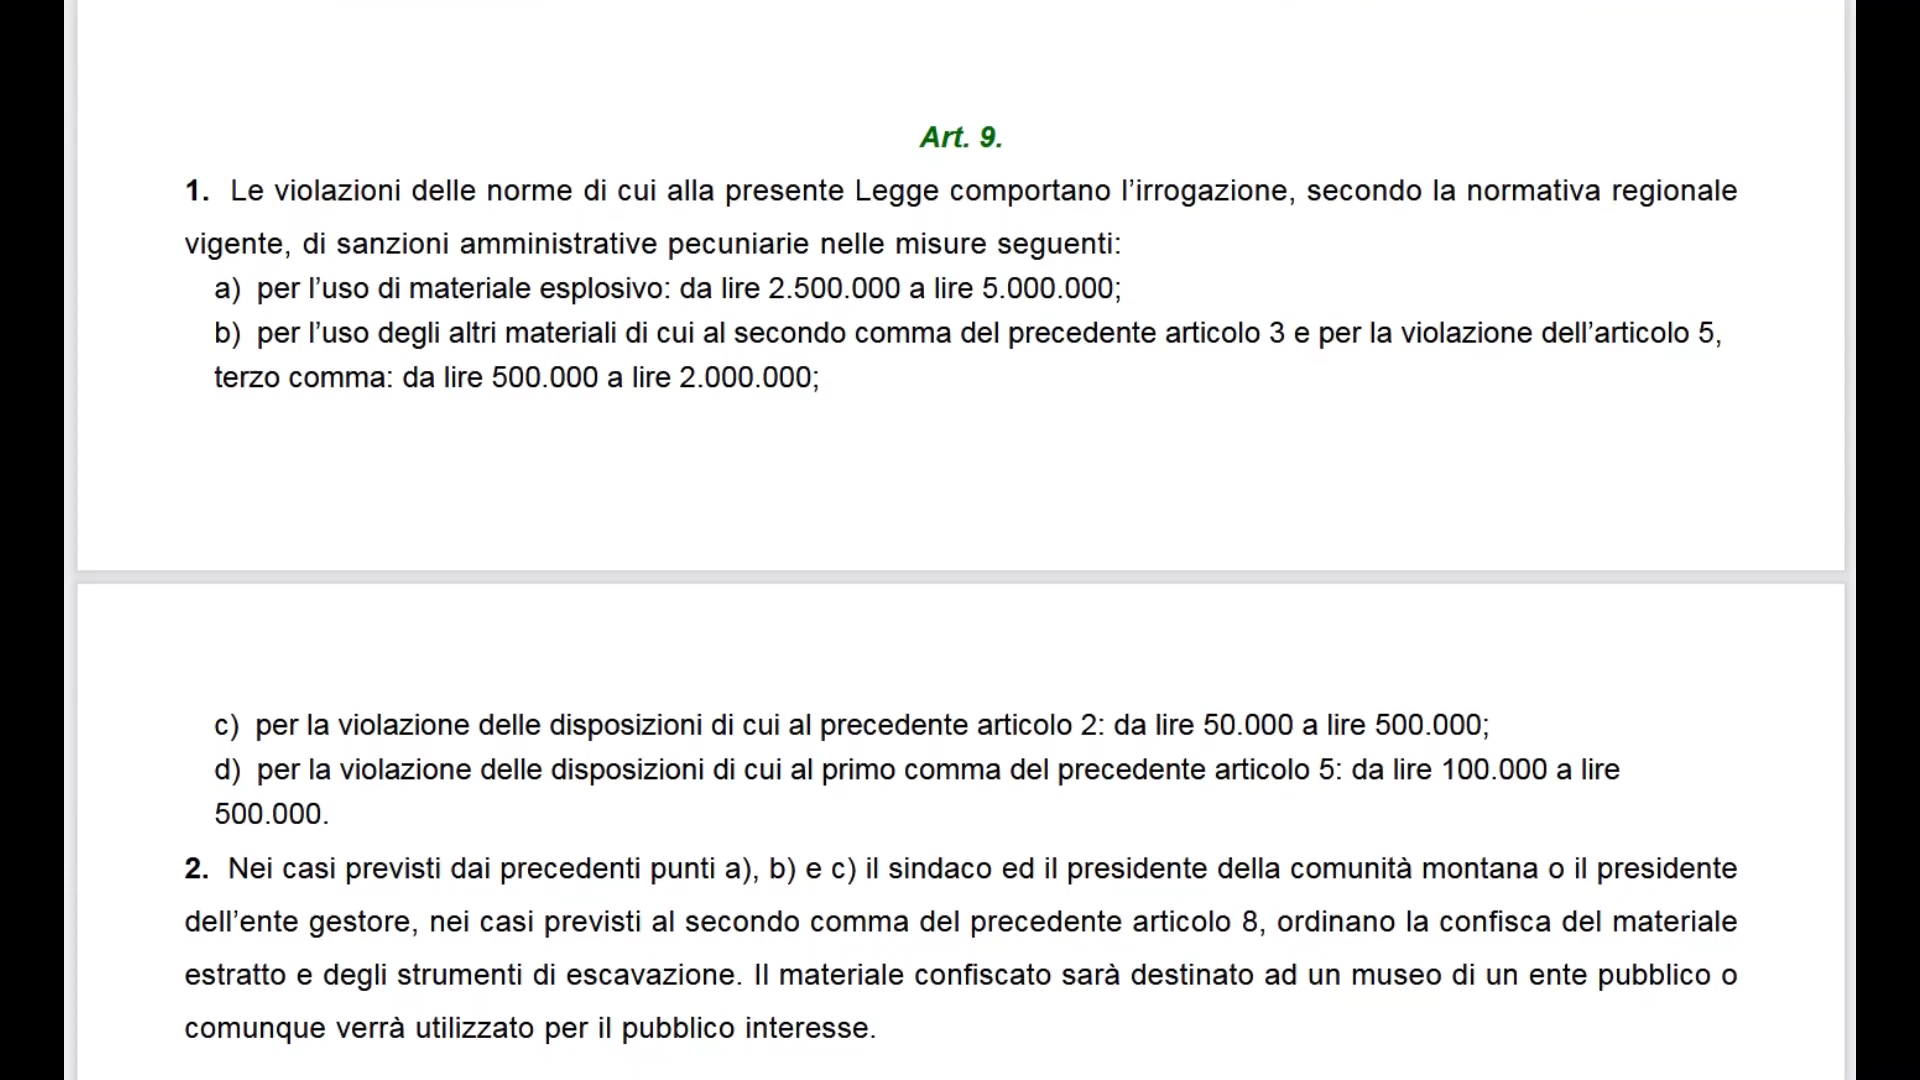 Art. 9.
1. Le violazioni delle norme di cui alla presente Legge comportano l’irrogazione, secondo la normativa regionale
vigente, di sanzioni amministrative pecuniarie nelle misure seguenti:
a) per l’uso di materiale esplosivo: da lire 2.500.000 a lire 5.000.000;
b) per l’uso degli altri materiali di cui al secondo comma del precedente articolo 3 e per la violazione dell’articolo 5,
terzo comma: da lire 500.000 a lire 2.000.000;
c) per la violazione delle disposizioni di cui al precedente articolo 2: da lire 50.000 a lire 500.000;
d) per la violazione delle disposizioni di cui al primo comma del precedente articolo 5: da lire 100.000 a lire
500.000.
2. Nei casi previsti dai precedenti punti a), b) e c) il sindaco ed il presidente della comunità montana o il presidente
dell’ente gestore, nei casi previsti al secondo comma del precedente articolo 8, ordinano la confisca del materiale
estratto e degli strumenti di escavazione. Il materiale confiscato sarà destinato ad un museo di un ente pubblico o
comunque verrà utilizzato per il pubblico interesse.